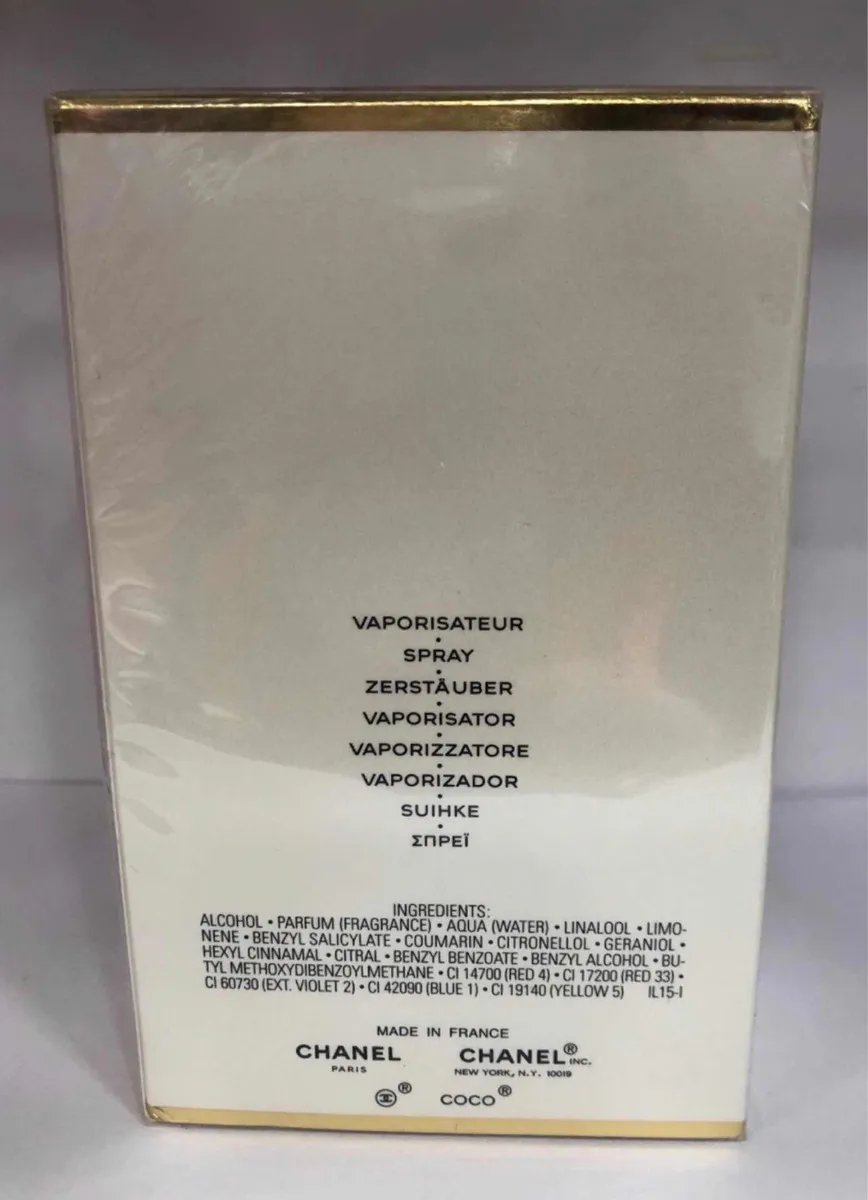 VAPORISATEUR
•
SPRAY
•
ZERSTÄUBER
•
VAPORISATOR
•
VAPORIZZATORE
•
VAPORIZADOR
•
SUIHKE
•
ΣΠΡΕΪ
INGREDIENTS:
ALCOHOL • PARFUM (FRAGRANCE) • AQUA (WATER) • LINALOOL • LIMO-
NENE • BENZYL SALICYLATE • COUMARIN • CITRONELLOL • GERANIOL •
HEXYL CINNAMAL • CITRAL • BENZYL BENZOATE • BENZYL ALCOHOL • BU-
TYL METHOXYDIBENZOYLMETHANE • CI 14700 (RED 4) • CI 17200 (RED 33) •
CI 60730 (EXT. VIOLET 2) • CI 42090 (BLUE 1) • CI 19140 (YELLOW 5) IL15-I
MADE IN FRANCE
CHANEL CHANEL® INC.
PARIS NEW YORK, N.Y. 10019
® COCO®